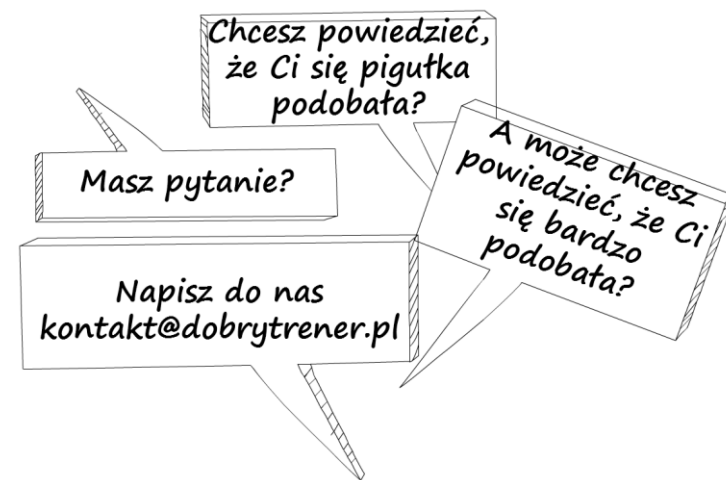 Chcesz powiedzieć,
że Ci się pigułka
podobała?
A może chcesz
powiedzieć, że Ci
się bardzo
podobała?
Masz pytanie?
Napisz do nas
kontakt@dobrytrener.pl